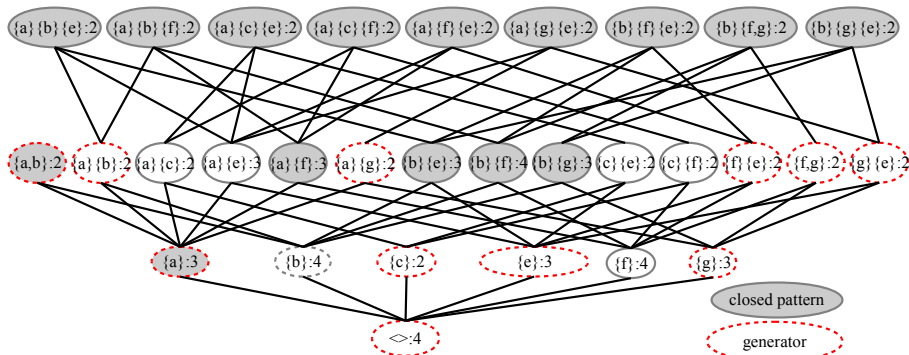 {a}{b}{e}:2 {a}{b}{f}:2 {a}{c}{e}:2 {a}{c}{f}:2 {a}{f}{e}:2 {a}{g}{e}:2 {b}{f}{e}:2 {b}{f,g}:2 {b}{g}{e}:2
{a,b}:2 {a}{b}:2 {a}{c}:2 {a}{e}:3 {a}{f}:3 {a}{g}:2 {b}{e}:3 {b}{f}:4 {b}{g}:3 {c}{e}:2 {c}{f}:2 {f}{e}:2 {f,g}:2 {g}{e}:2
{a}:3 {b}:4 {c}:2 {e}:3 {f}:4 {g}:3
closed pattern
<>:4
generator